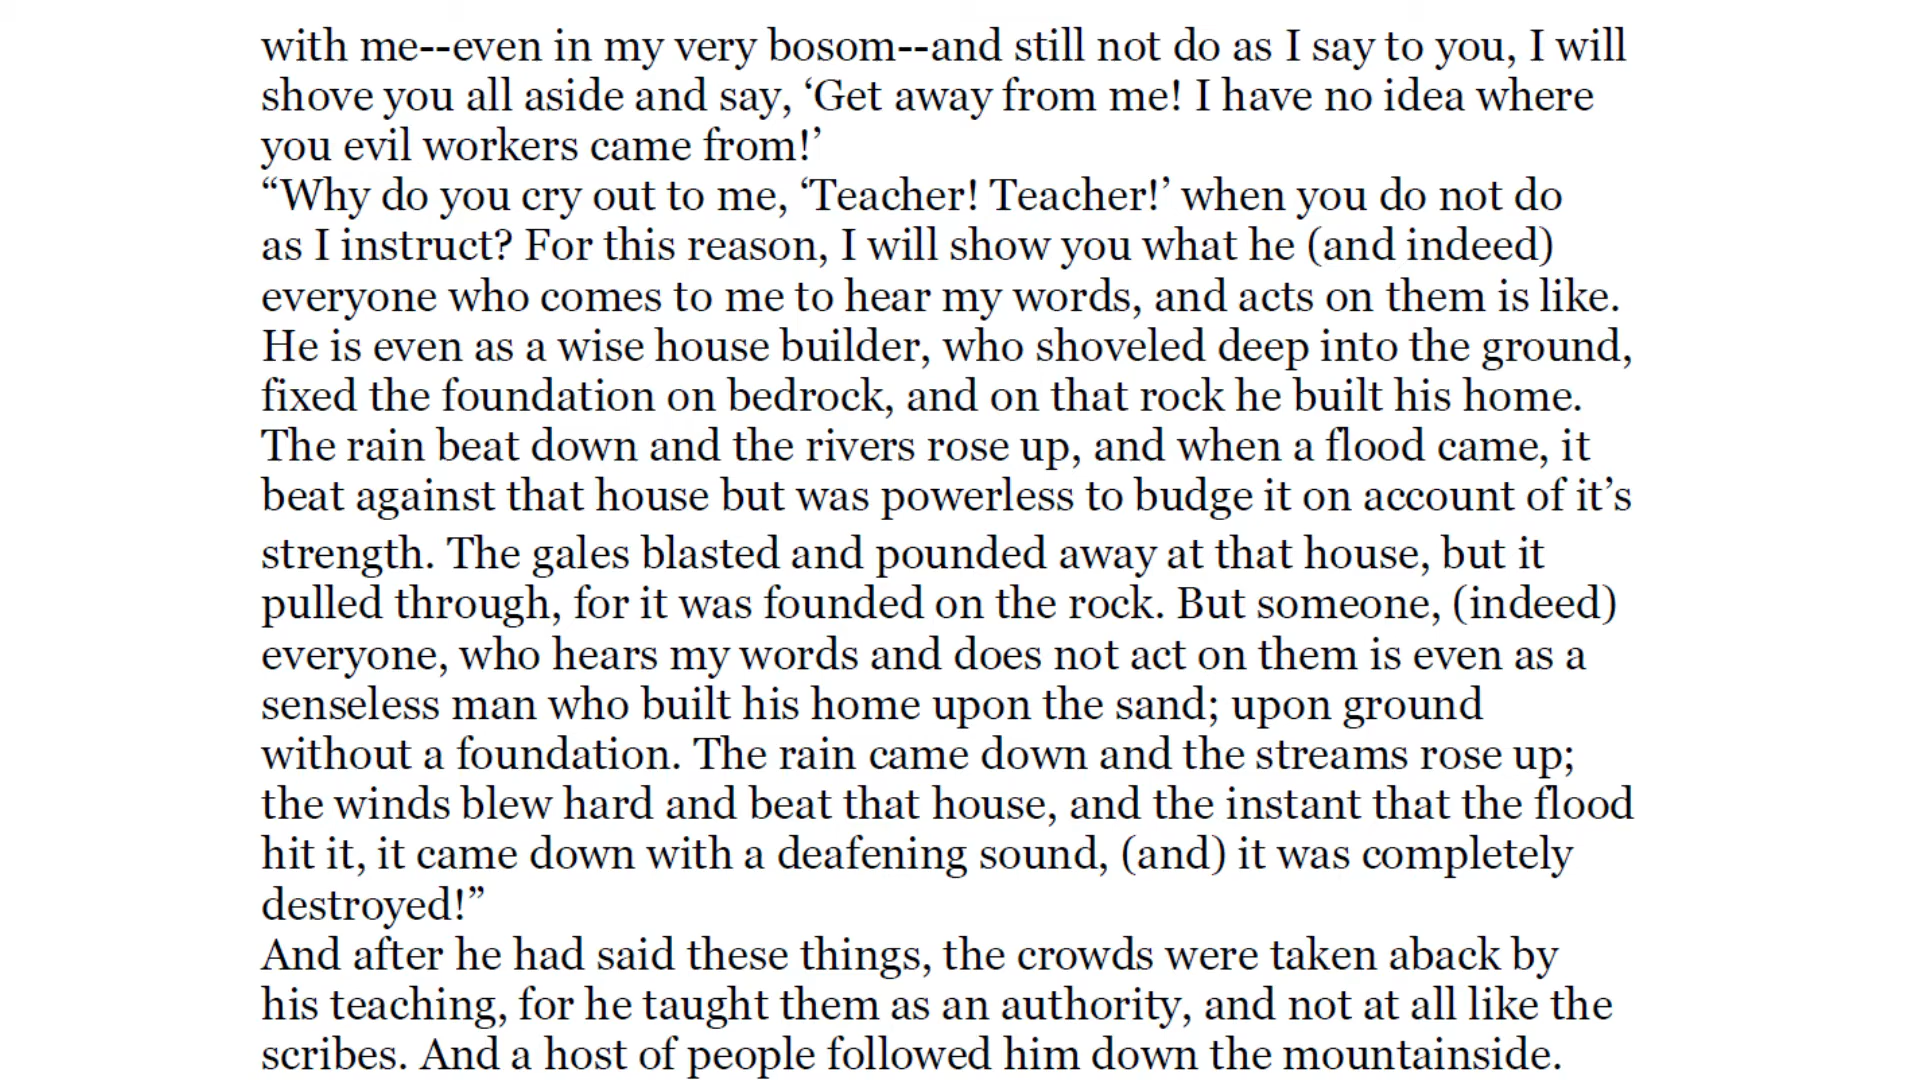 with me--even in my very bosom--and still not do as I say to you, I will
shove you all aside and say, ‘Get away from me! I have no idea where
you evil workers came from!’
“Why do you cry out to me, ‘Teacher! Teacher!’ when you do not do
as I instruct? For this reason, I will show you what he (and indeed)
everyone who comes to me to hear my words, and acts on them is like.
He is even as a wise house builder, who shoveled deep into the ground,
fixed the foundation on bedrock, and on that rock he built his home.
The rain beat down and the rivers rose up, and when a flood came, it
beat against that house but was powerless to budge it on account of it’s
strength. The gales blasted and pounded away at that house, but it
pulled through, for it was founded on the rock. But someone, (indeed)
everyone, who hears my words and does not act on them is even as a
senseless man who built his home upon the sand; upon ground
without a foundation. The rain came down and the streams rose up;
the winds blew hard and beat that house, and the instant that the flood
hit it, it came down with a deafening sound, (and) it was completely
destroyed!”
And after he had said these things, the crowds were taken aback by
his teaching, for he taught them as an authority, and not at all like the
scribes. And a host of people followed him down the mountainside.